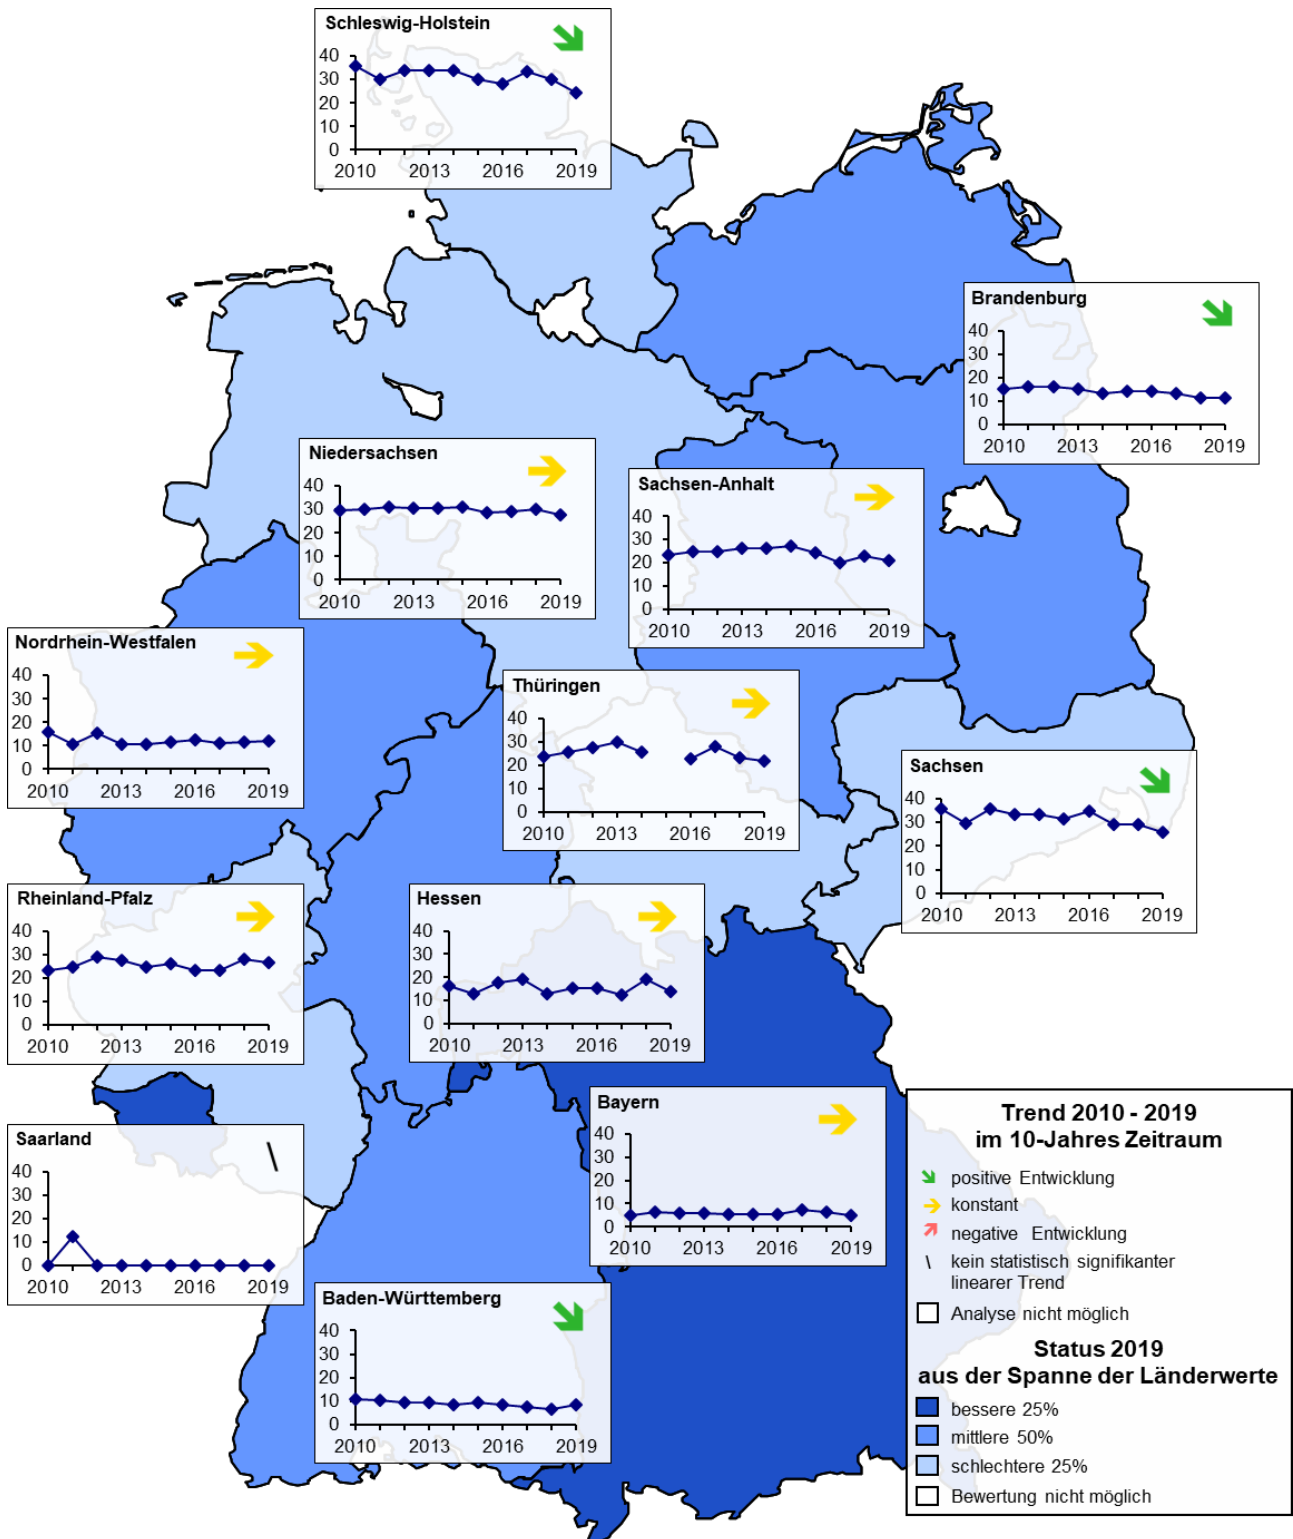 Schleswig-Holstein
40
30
20
10
0
2010 2013 2016 2019
Brandenburg
40
30
20
10
0
2010 2013 2016 2019
Niedersachsen
40
30
20
10
0
2010 2013 2016 2019
Sachsen-Anhalt
40
30
20
10
0
2010 2013 2016 2019
Nordrhein-Westfalen
40
30
20
10
0
2010 2013 2016 2019
Thüringen
40
30
20
10
0
2010 2013 2016 2019
Sachsen
40
30
20
10
0
2010 2013 2016 2019
Rheinland-Pfalz
40
30
20
10
0
2010 2013 2016 2019
Hessen
40
30
20
10
0
2010 2013 2016 2019
Bayern
40
30
20
10
0
2010 2013 2016 2019
Saarland
40
30
20
10
0
2010 2013 2016 2019
Baden-Württemberg
40
30
20
10
0
2010 2013 2016 2019
Trend 2010 - 2019
im 10-Jahres Zeitraum
positive Entwicklung
konstant
negative Entwicklung
\ kein statistisch signifikanter
linearer Trend
Analyse nicht möglich
Status 2019
aus der Spanne der Länderwerte
bessere 25%
mittlere 50%
schlechtere 25%
Bewertung nicht möglich